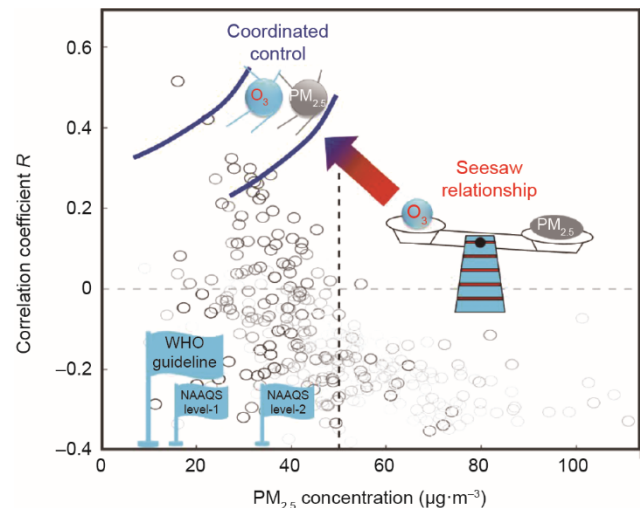 Coordinated
control
O₃
PM₂.₅
Seesaw
relationship
O₃
PM₂.₅
WHO
guideline
NAAQS
level-1
NAAQS
level-2
Correlation coefficient R
0.6
0.4
0.2
0
–0.2
–0.4
0
20
40
60
80
100
PM₂.₅ concentration (μg·m⁻³)